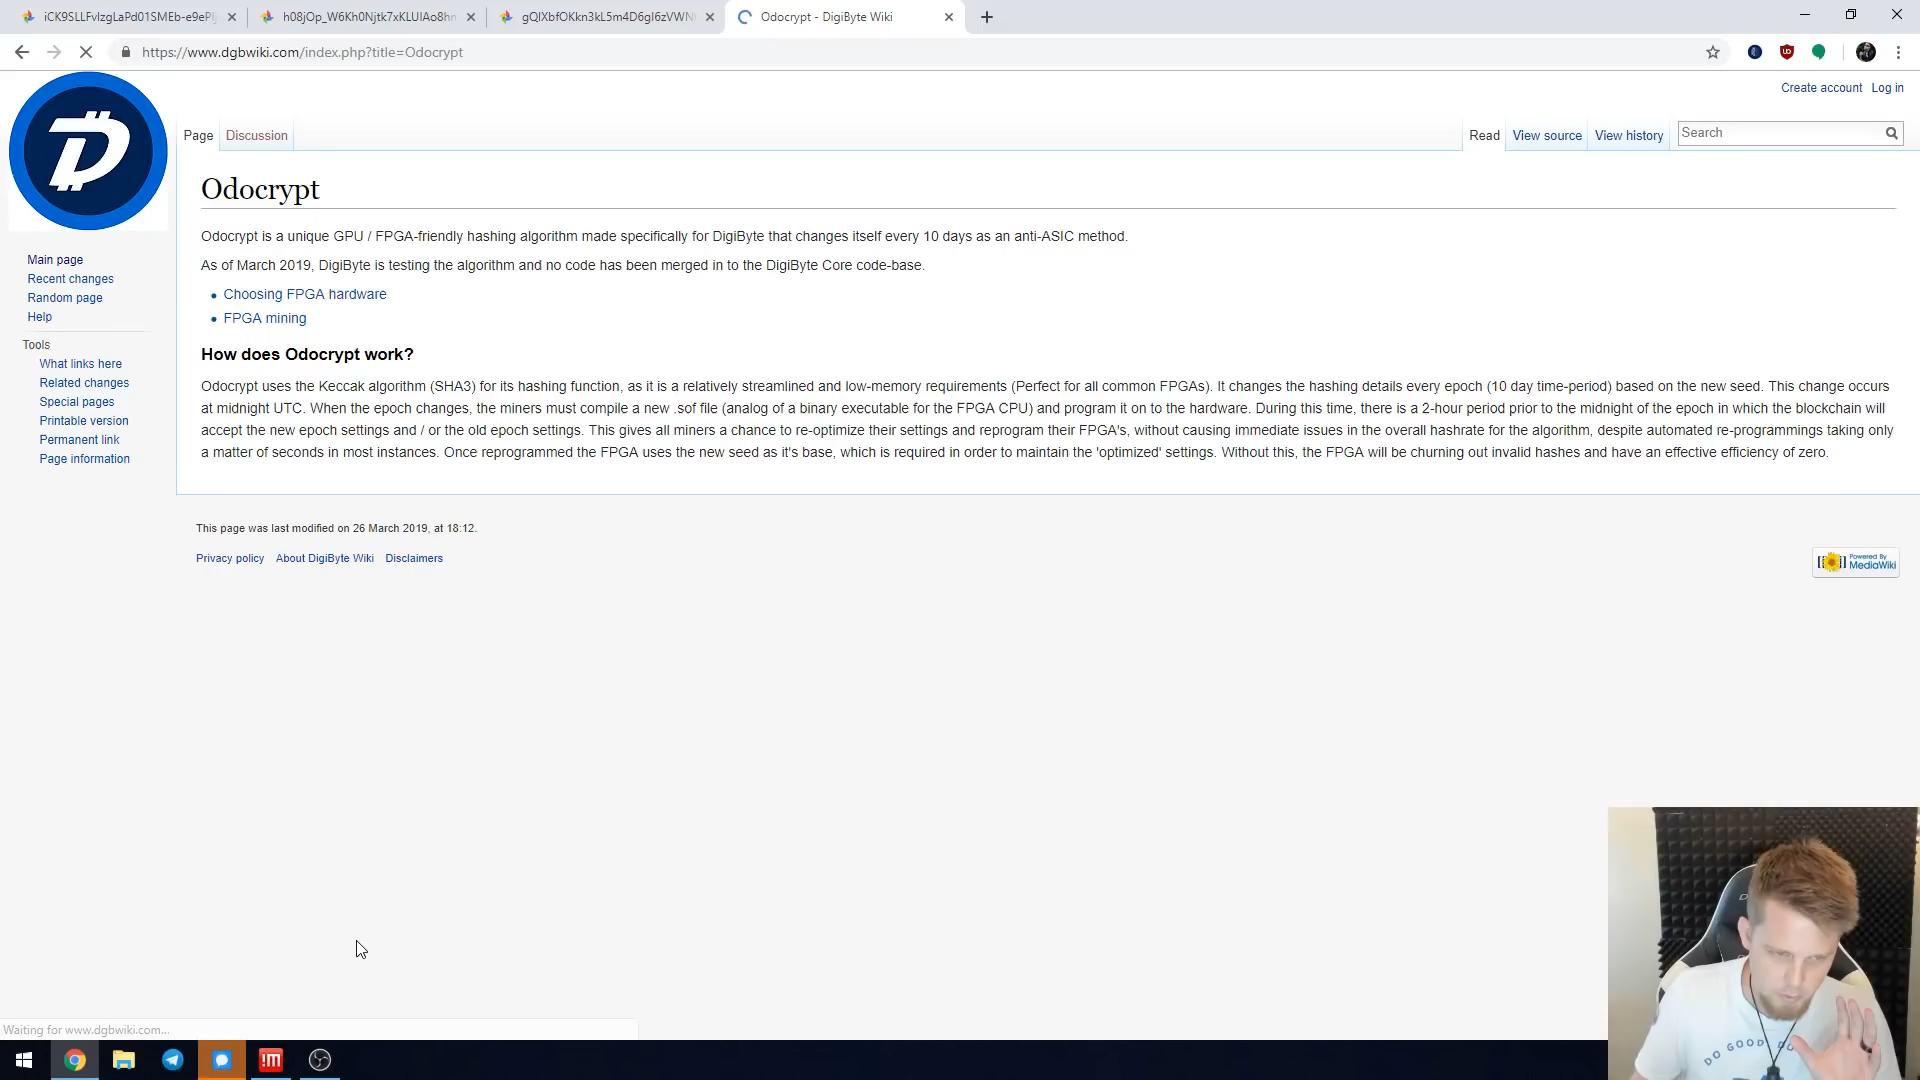 iCK9SLLFvIzgLaPd01SMEb-e9ePlj
h08jOp_W6Kh0Njtk7xKLUIAo8hn
gQIXbfOKkn3kL5m4D6gI6zVWN
Odocrypt - DigiByte Wiki
https://www.dgbwiki.com/index.php?title=Odocrypt
Create account Log in
Page Discussion
Read View source View history Search
Odocrypt
Odocrypt is a unique GPU / FPGA-friendly hashing algorithm made specifically for DigiByte that changes itself every 10 days as an anti-ASIC method.
As of March 2019, DigiByte is testing the algorithm and no code has been merged in to the DigiByte Core code-base.
Choosing FPGA hardware
FPGA mining
How does Odocrypt work?
Odocrypt uses the Keccak algorithm (SHA3) for its hashing function, as it is a relatively streamlined and low-memory requirements (Perfect for all common FPGAs). It changes the hashing details every epoch (10 day time-period) based on the new seed. This change occurs
at midnight UTC. When the epoch changes, the miners must compile a new .sof file (analog of a binary executable for the FPGA CPU) and program it on to the hardware. During this time, there is a 2-hour period prior to the midnight of the epoch in which the blockchain will
accept the new epoch settings and / or the old epoch settings. This gives all miners a chance to re-optimize their settings and reprogram their FPGA's, without causing immediate issues in the overall hashrate for the algorithm, despite automated re-programmings taking only
a matter of seconds in most instances. Once reprogrammed the FPGA uses the new seed as it's base, which is required in order to maintain the 'optimized' settings. Without this, the FPGA will be churning out invalid hashes and have an effective efficiency of zero.
Main page
Recent changes
Random page
Help
Tools
What links here
Related changes
Special pages
Printable version
Permanent link
Page information
This page was last modified on 26 March 2019, at 18:12.
Privacy policy About DigiByte Wiki Disclaimers
Powered By
MediaWiki
DO GOOD.
Waiting for www.dgbwiki.com...
!m